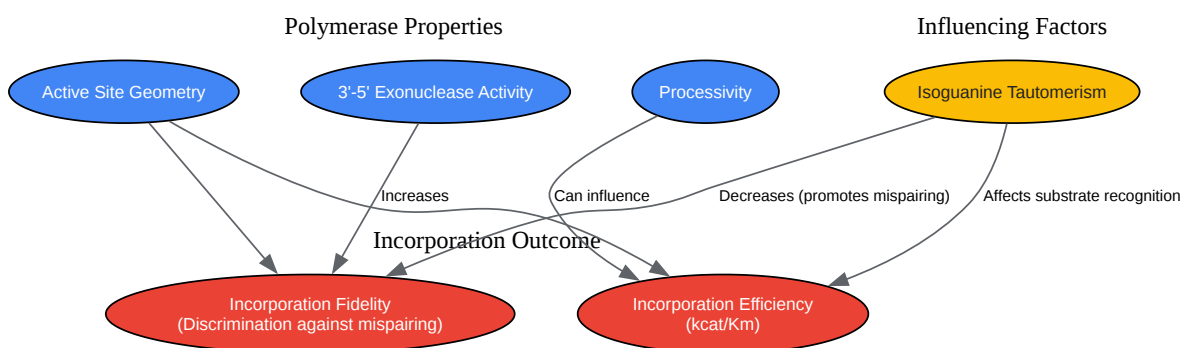 Polymerase Properties
Influencing Factors
Active Site Geometry
3'-5' Exonuclease Activity
Processivity
Isoguanine Tautomerism
Increases
Can influence
Decreases (promotes mispairing)
Affects substrate recognition
Incorporation Outcome
Incorporation Fidelity
(Discrimination against mispairing)
Incorporation Efficiency
(kcat/Km)